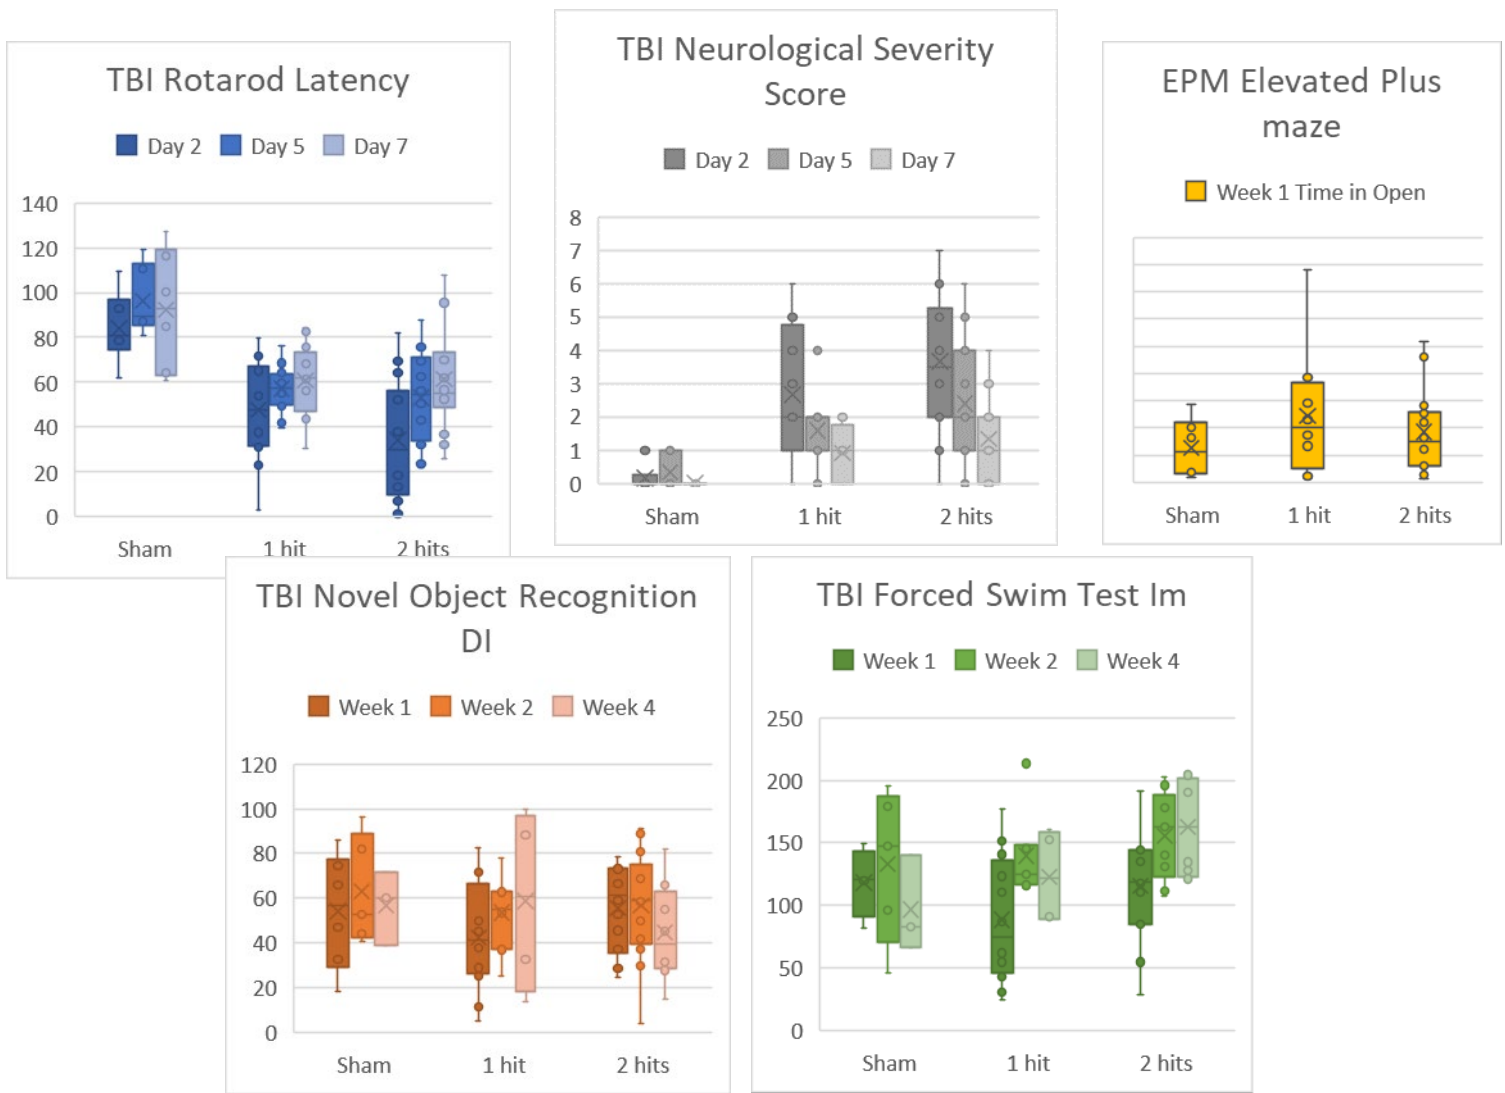 TBI Rotarod Latency
Day 2 Day 5 Day 7
140
120
100
80
60
40
20
0
Sham 1 hit 2 hits
TBI Neurological Severity
Score
Day 2 Day 5 Day 7
8
7
6
5
4
3
2
1
0
Sham 1 hit 2 hits
EPM Elevated Plus
maze
Week 1 Time in Open
Sham 1 hit 2 hits
TBI Novel Object Recognition
DI
Week 1 Week 2 Week 4
120
100
80
60
40
20
0
Sham 1 hit 2 hits
TBI Forced Swim Test Im
Week 1 Week 2 Week 4
250
200
150
100
50
0
Sham 1 hit 2 hits